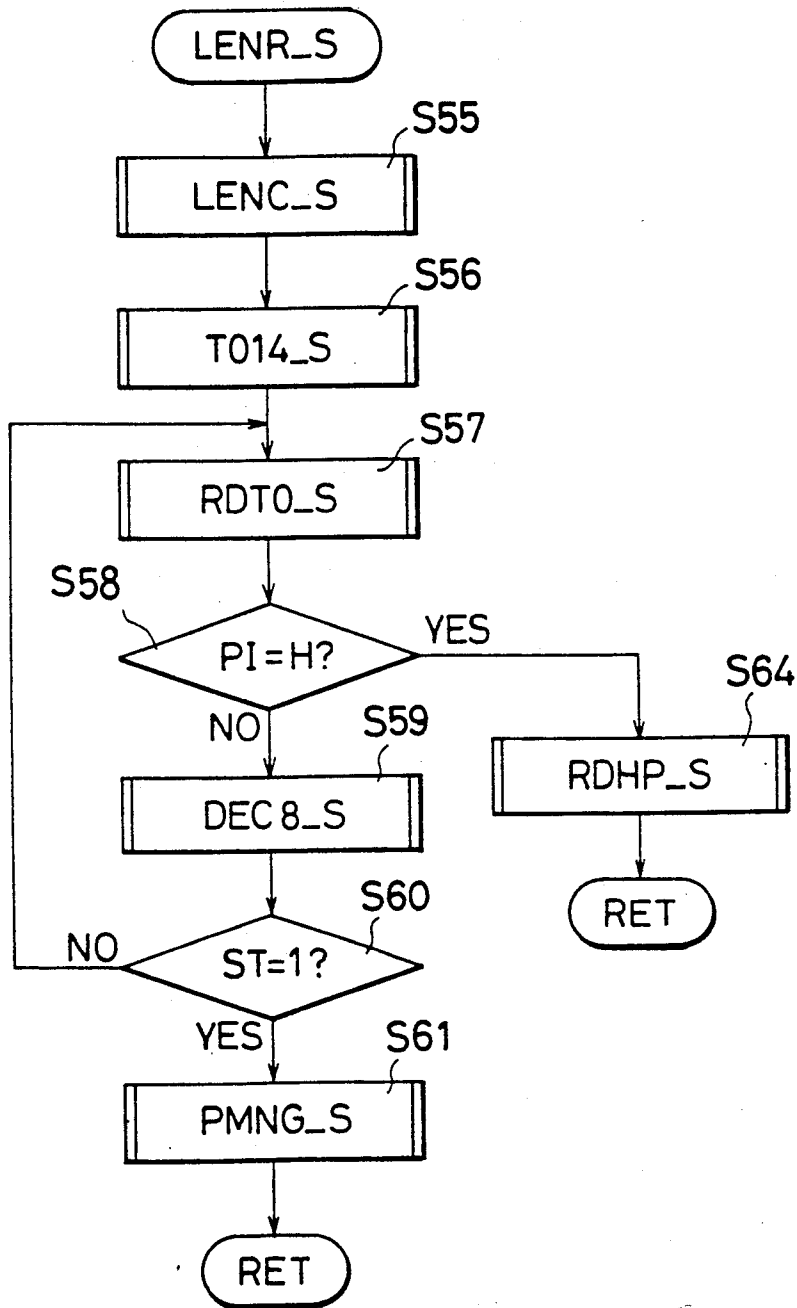 LENR_S
S55
LENC_S
S56
T014_S
S57
RDT0_S
S58
PI=H?
YES
NO
S59
DEC8_S
S64
RDHP_S
RET
S60
ST=1?
NO
YES
S61
PMNG_S
RET